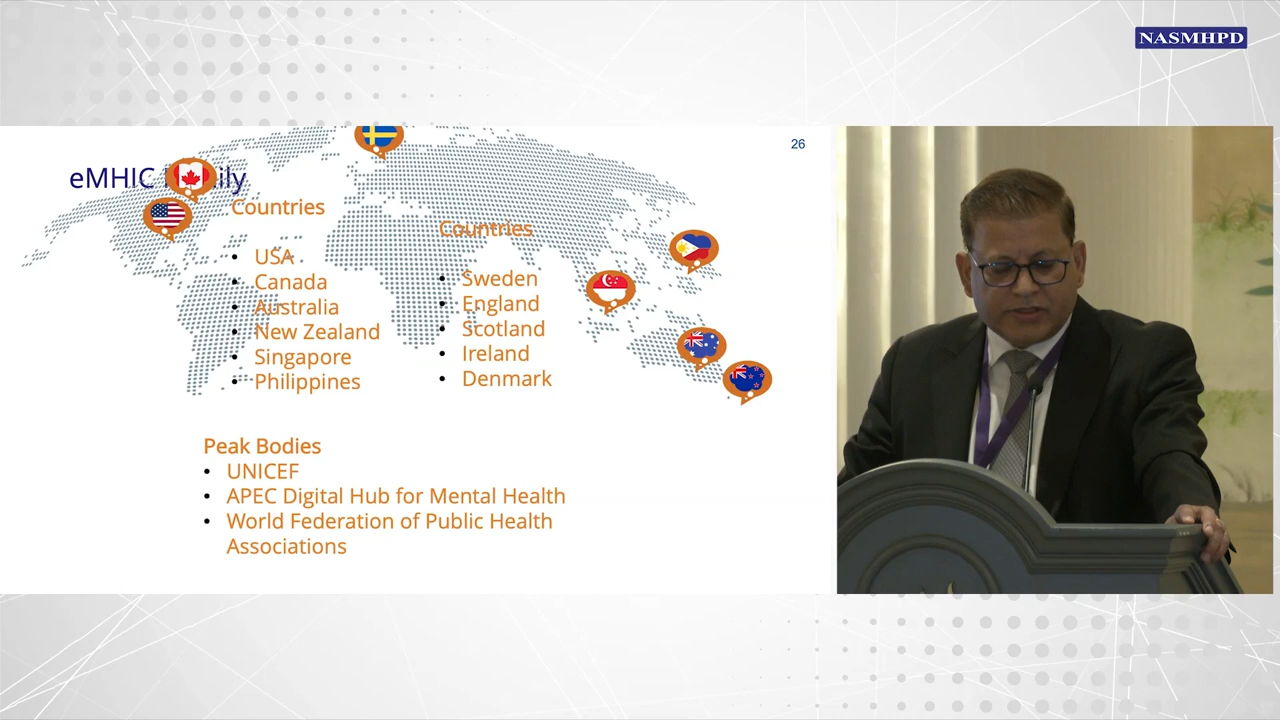 NASMHPD
26
eMHIC ily
Countries
USA
Canada
Australia
New Zealand
Singapore
Philippines
Countries
Sweden
England
Scotland
Ireland
Denmark
Peak Bodies
UNICEF
APEC Digital Hub for Mental Health
World Federation of Public Health
Associations